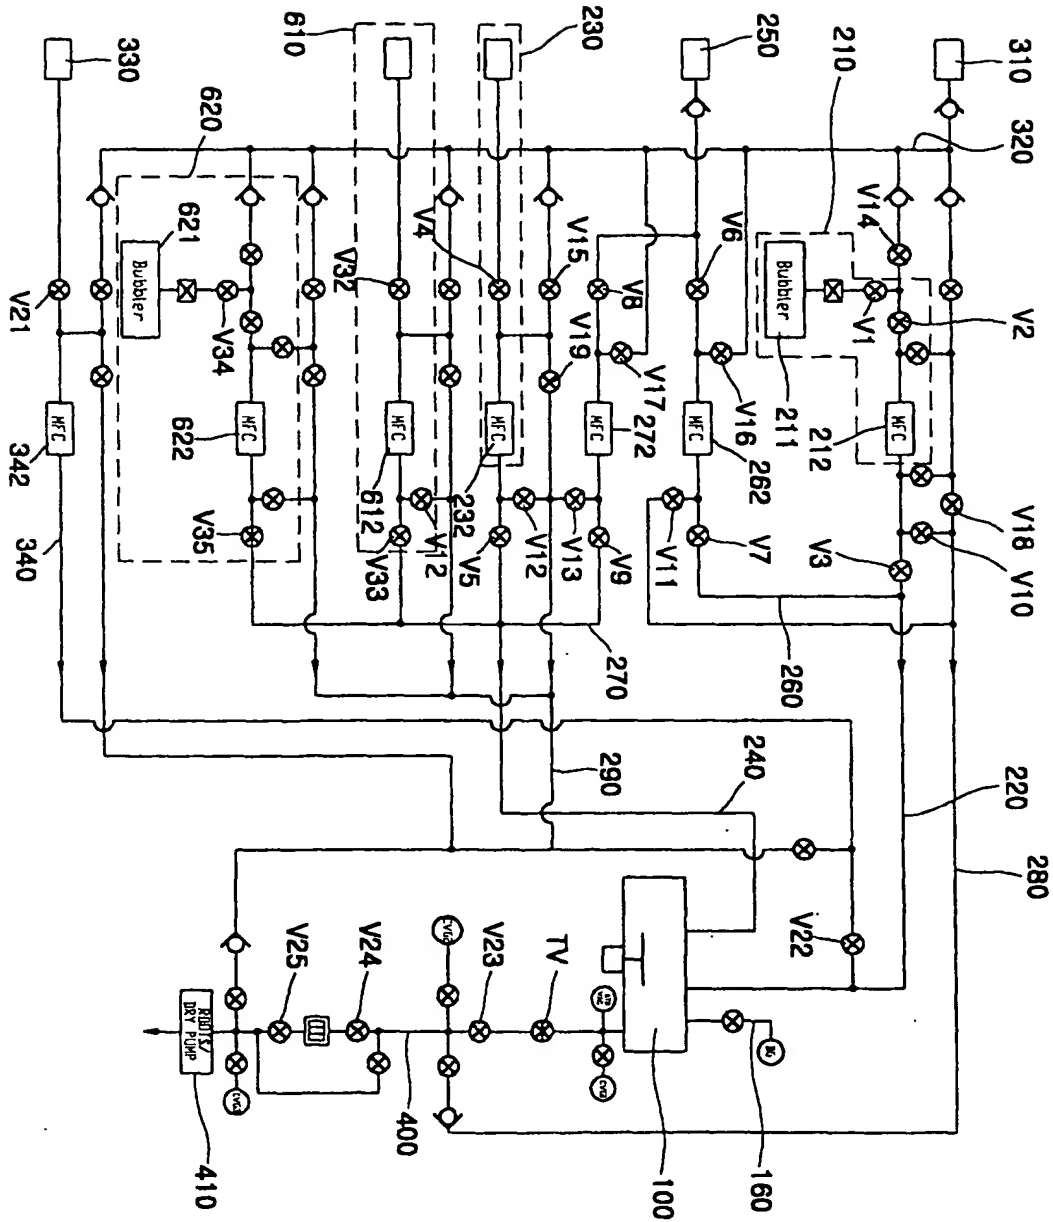 310
320
V2
V18
V10
280
220
210
V14
V1
V3
MFC
212
V22
250
V6
Bubbler
211
V16
262
V7
260
160
MFC
V8
V17
272
V11
100
230
V15
V19
MFC
V9
270
240
TV
V4
V13
290
V12
MFC
232
V5
V23
610
V32
V12
MFC
612
V33
400
V24
620
V34
622
MFC
V35
V25
621
Bubbler
ROOTS/
DRY PUMP
410
330
V21
MFC
342
340